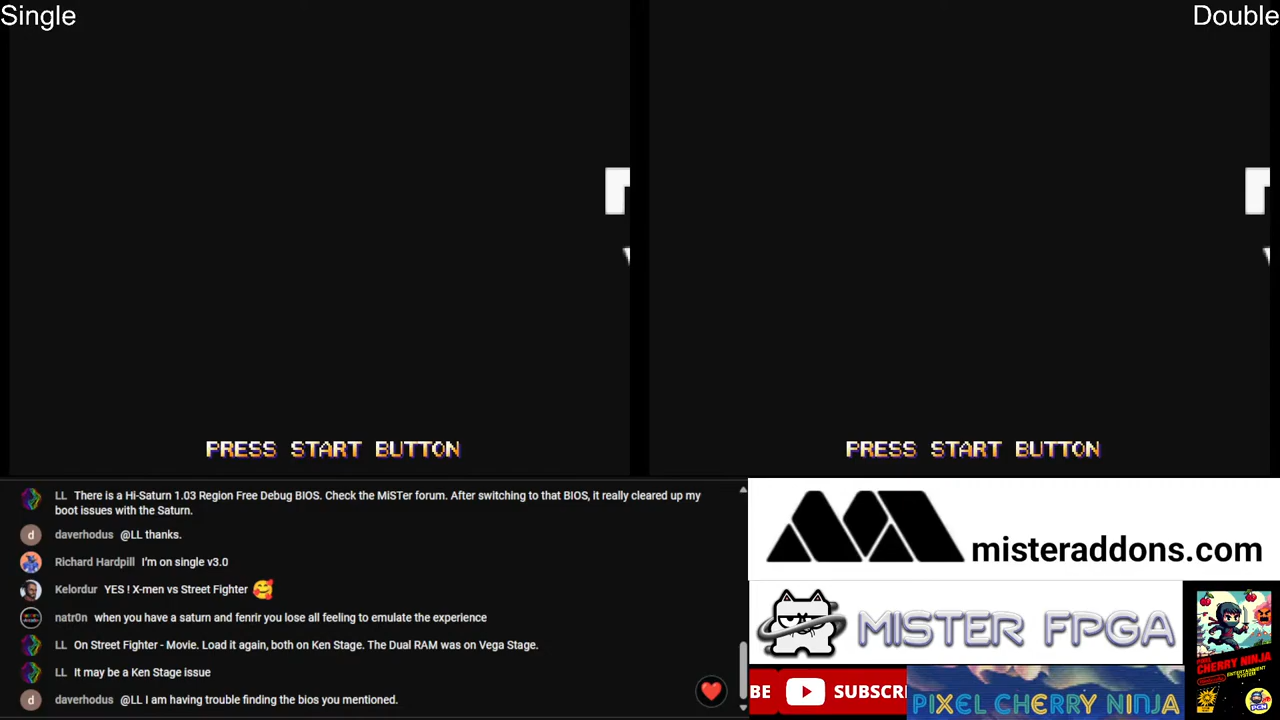 Single
Double
PRESS START BUTTON
PRESS START BUTTON
LL There is a Hi-Saturn 1.03 Region Free Debug BIOS. Check the MiSTer forum. After switching to that BIOS, it really cleared up my
boot issues with the Saturn.
d daverhodus @LL thanks.
Richard Hardpill I'm on single v3.0
Kelordur YES ! X-men vs Street Fighter 🥰
natr0n when you have a saturn and fenrir you lose all feeling to emulate the experience
LL On Street Fighter - Movie. Load it again, both on Ken Stage. The Dual RAM was on Vega Stage.
LL It may be a Ken Stage issue
d daverhodus @LL I am having trouble finding the bios you mentioned.
misteraddons.com
MISTER FPGA
BE
SUBSCRI
PIXEL CHERRY NINJA
PIXEL
CHERRY NINJA